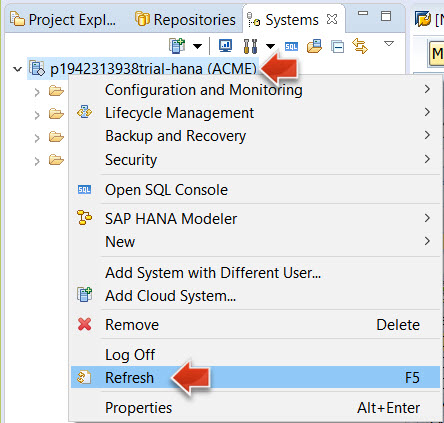 Project Expl... Repositories Systems [N
SQL
M
p1942313938trial-hana (ACME)
Configuration and Monitoring
Lifecycle Management
Backup and Recovery
Security
SQL Open SQL Console
SAP HANA Modeler
New
Add System with Different User...
Add Cloud System...
Remove Delete
Log Off
Refresh F5
Properties Alt+Enter